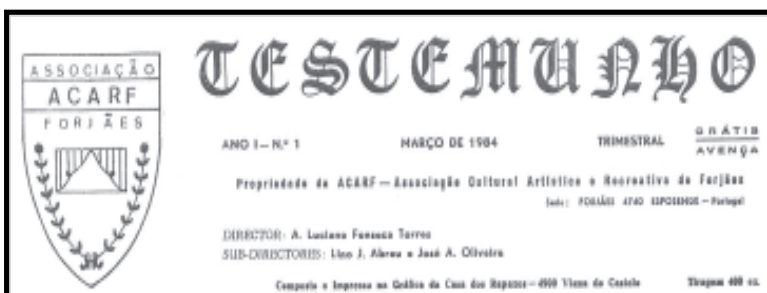 ASSOCIAÇÃO
ACARF
FORJÃES
TESTEMUNHO
ANO I — N.º 1 MARÇO DE 1984 TRIMESTRAL GRÁTIS
AVENÇA
Propriedade da ACARF — Associação Cultural Artística e Recreativa de Forjães
Sede: FORJÃES 4740 ESPOSENDE — Portugal
DIRECTOR: A. Luciano Fonseca Torres
SUB-DIRECTORES: Lino J. Abreu e José A. Oliveira
Composto e Impresso na Gráfica da Casa dos Rapazes — 4900 Viana do Castelo Tiragem 400 ex.